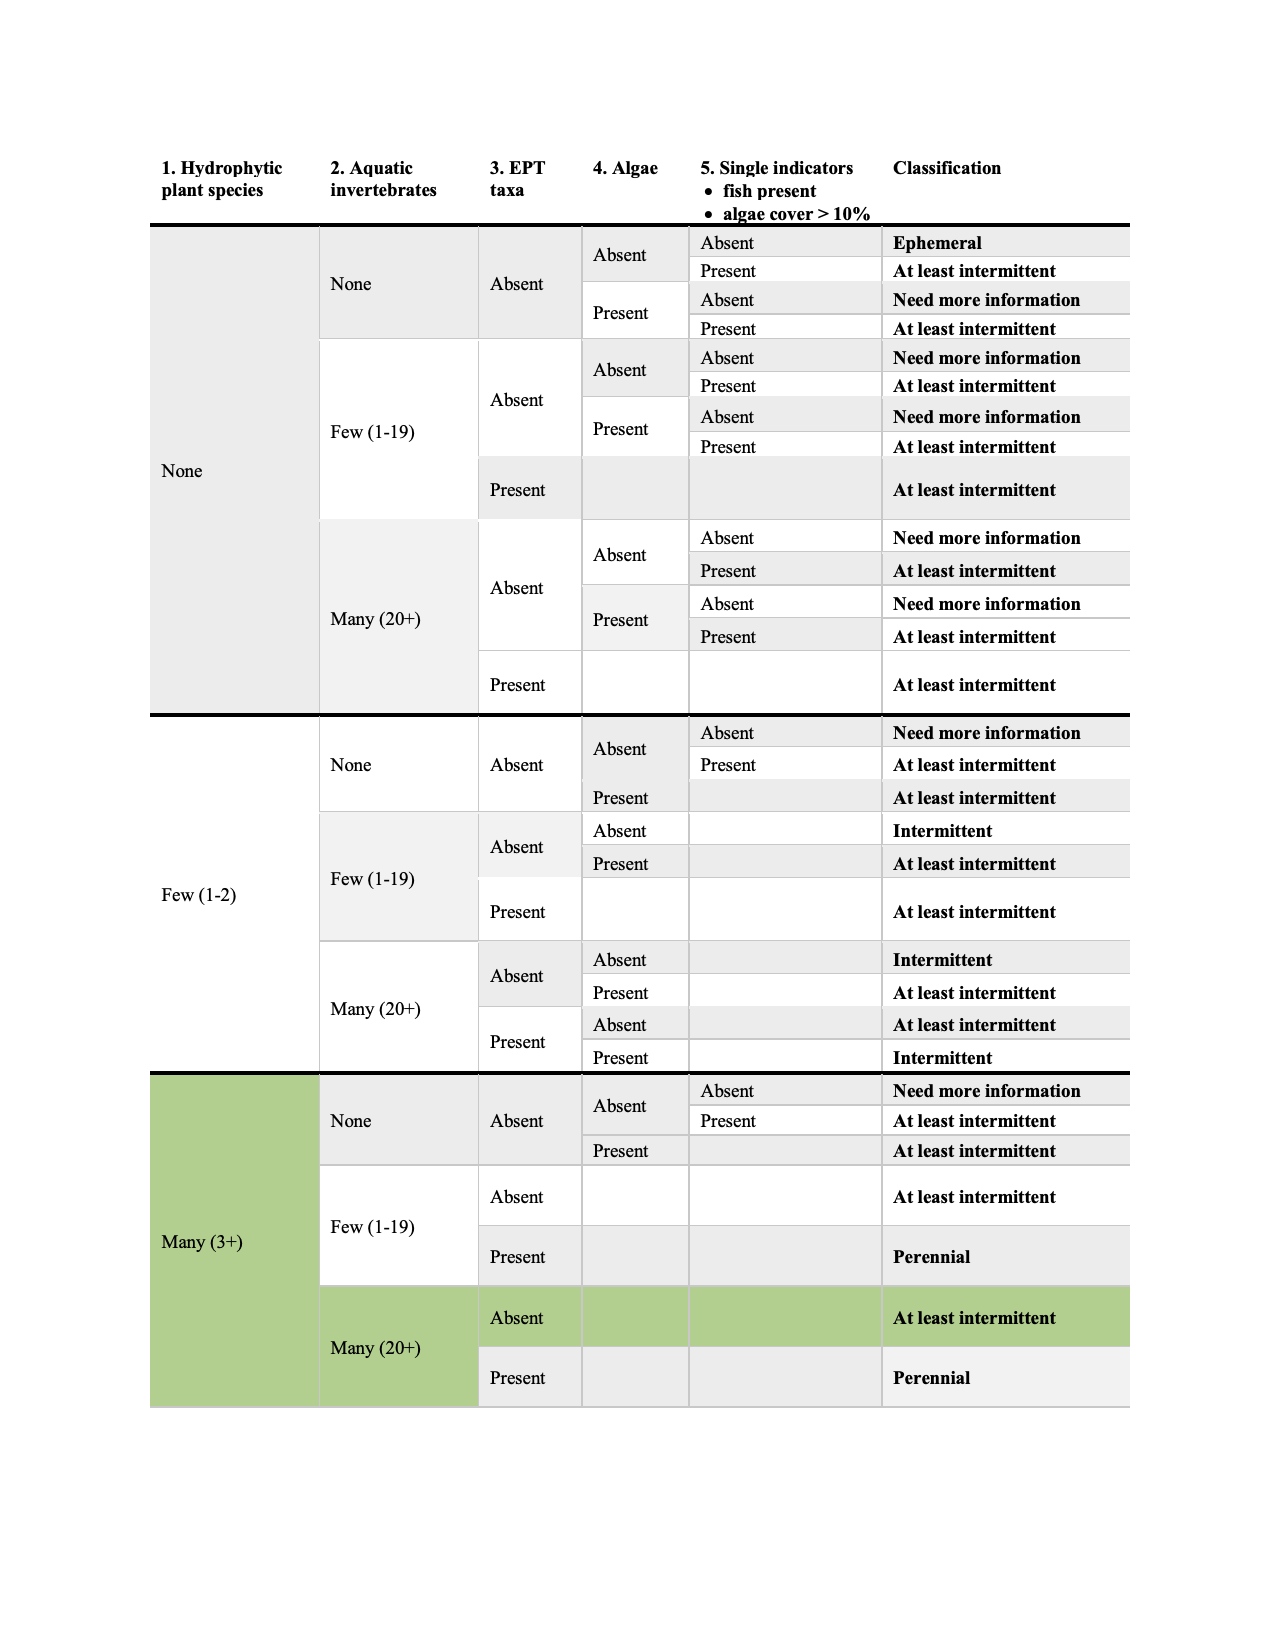 1. Hydrophytic plant species 2. Aquatic invertebrates 3. EPT taxa 4. Algae 5. Single indicators Classification
• fish present
• algae cover > 10%
None None Absent Absent Absent Ephemeral
Present At least intermittent
Present Absent Need more information
Present At least intermittent
Few (1-19) Absent Absent Absent Need more information
Present At least intermittent
Present Absent Need more information
Present At least intermittent
Present At least intermittent
Many (20+) Absent Absent Absent Need more information
Present At least intermittent
Present Absent Need more information
Present At least intermittent
Present At least intermittent
Few (1-2) None Absent Absent Absent Need more information
Present At least intermittent
Present At least intermittent
Few (1-19) Absent Absent Intermittent
Present At least intermittent
Present At least intermittent
Many (20+) Absent Absent Intermittent
Present At least intermittent
Present Absent At least intermittent
Present Intermittent
Many (3+) None Absent Absent Absent Need more information
Present At least intermittent
Present At least intermittent
Few (1-19) Absent At least intermittent
Present Perennial
Many (20+) Absent At least intermittent
Present Perennial